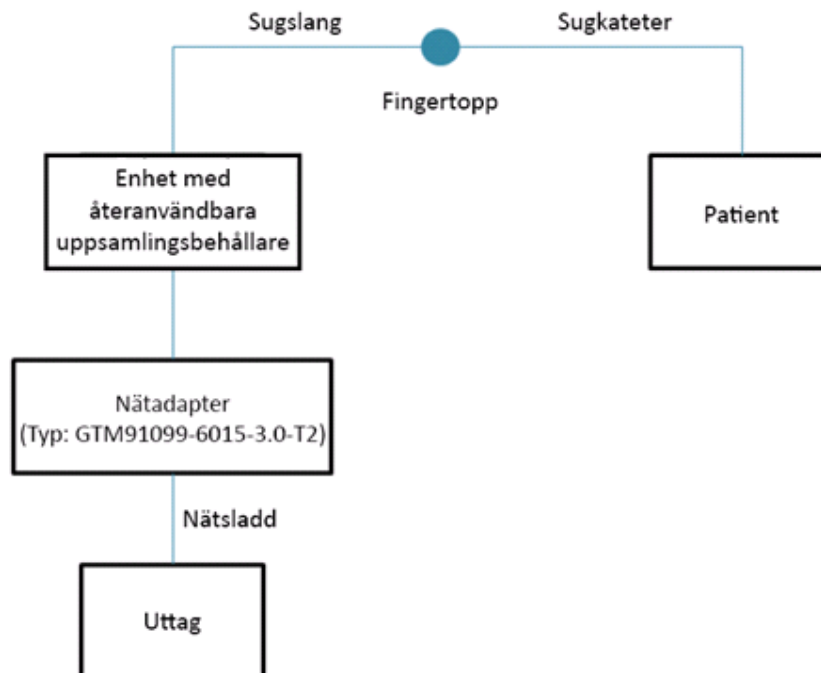 Sugslang
Sugkateter
Fingertopp
Enhet med
återanvändbara
uppsamlingsbehållare
Patient
Nätadapter
(Typ: GTM91099-6015-3.0-T2)
Nätsladd
Uttag